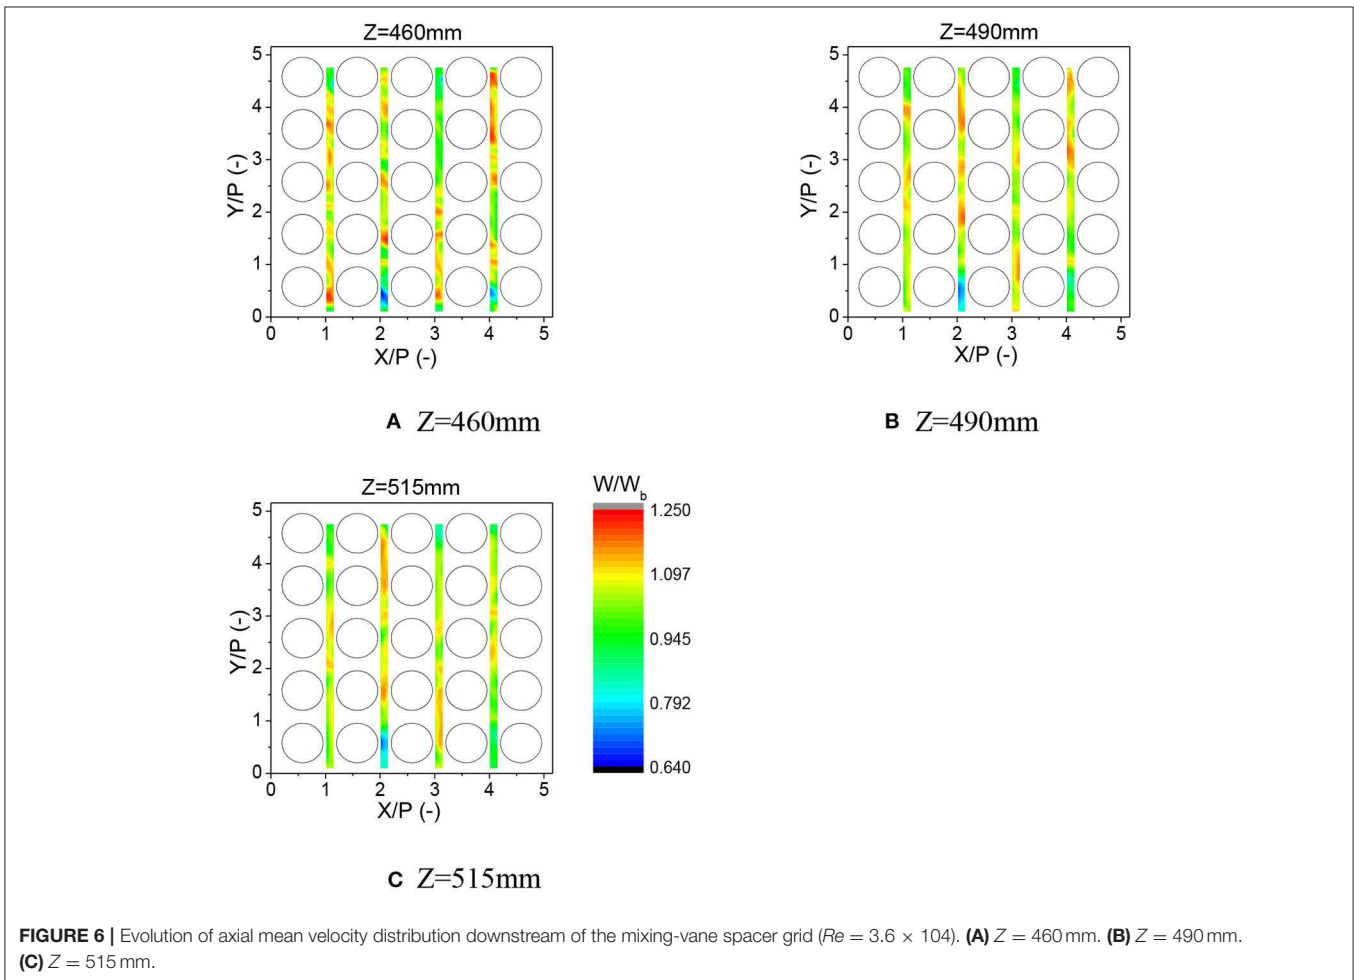 Z=460mm
5
4
3
2
1
0
Y/P (-)
0 1 2 3 4 5
X/P (-)
A Z=460mm
Z=490mm
5
4
3
2
1
0
Y/P (-)
0 1 2 3 4 5
X/P (-)
B Z=490mm
Z=515mm
5
4
3
2
1
0
Y/P (-)
0 1 2 3 4 5
X/P (-)
W/Wb
1.250
1.097
0.945
0.792
0.640
C Z=515mm
FIGURE 6 | Evolution of axial mean velocity distribution downstream of the mixing-vane spacer grid (Re = 3.6 × 104). (A) Z = 460 mm. (B) Z = 490 mm.
(C) Z = 515 mm.